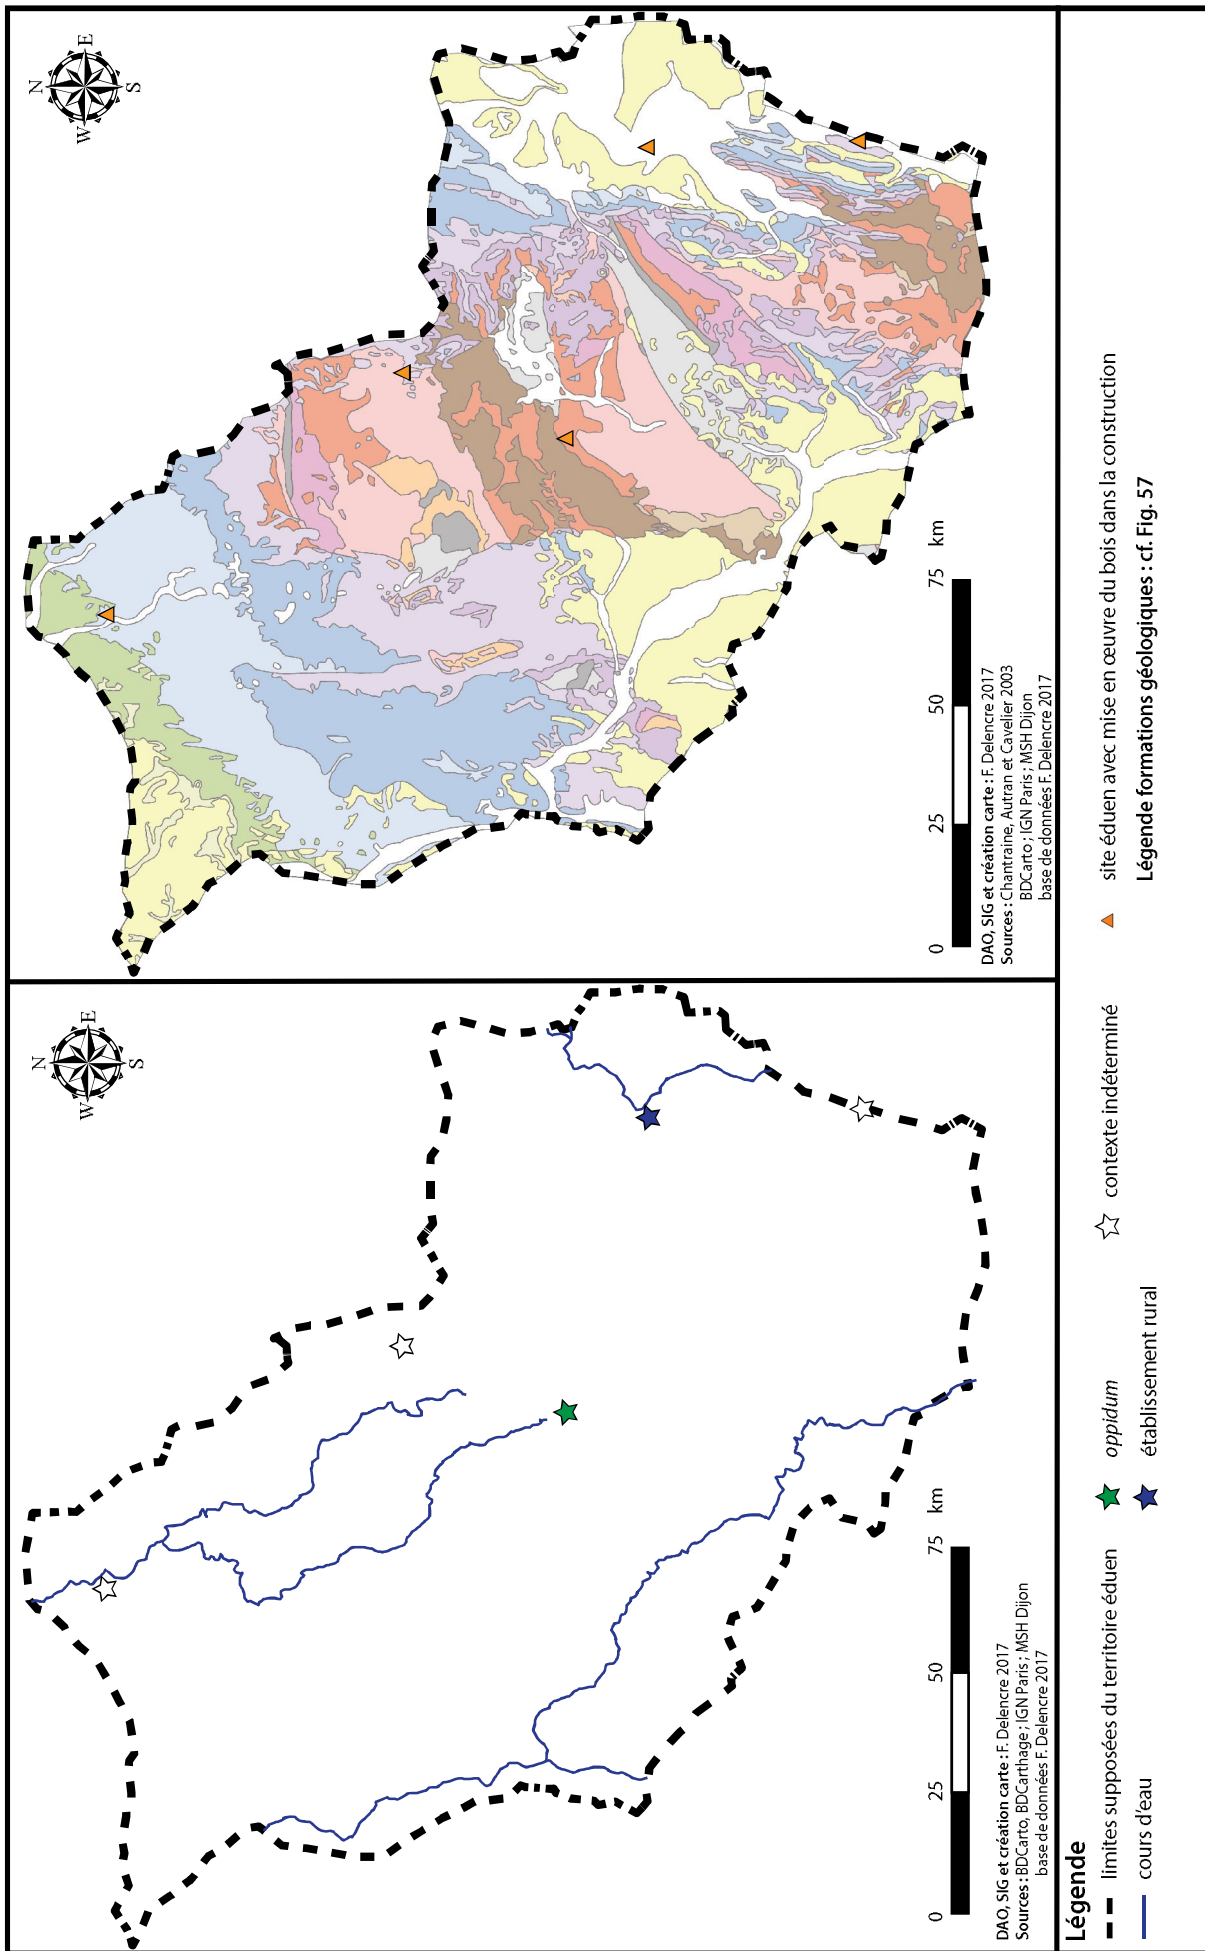 N
E
S
W
0 25 50 75 km
DAO, SIG et création carte : F. Delencre 2017
Sources : BDCarto, BDCarthage ; IGN Paris ; MSH Dijon
base de données F. Delencre 2017
N
E
S
W
0 25 50 75 km
DAO, SIG et création carte : F. Delencre 2017
Sources : Chantraine, Autran et Cavelier 2003
BDCarto ; IGN Paris ; MSH Dijon
base de données F. Delencre 2017
Légende
limites supposées du territoire éduen
cours d'eau
oppidum
établissement rural
contexte indéterminé
site éduen avec mise en œuvre du bois dans la construction
Légende formations géologiques : cf. Fig. 57